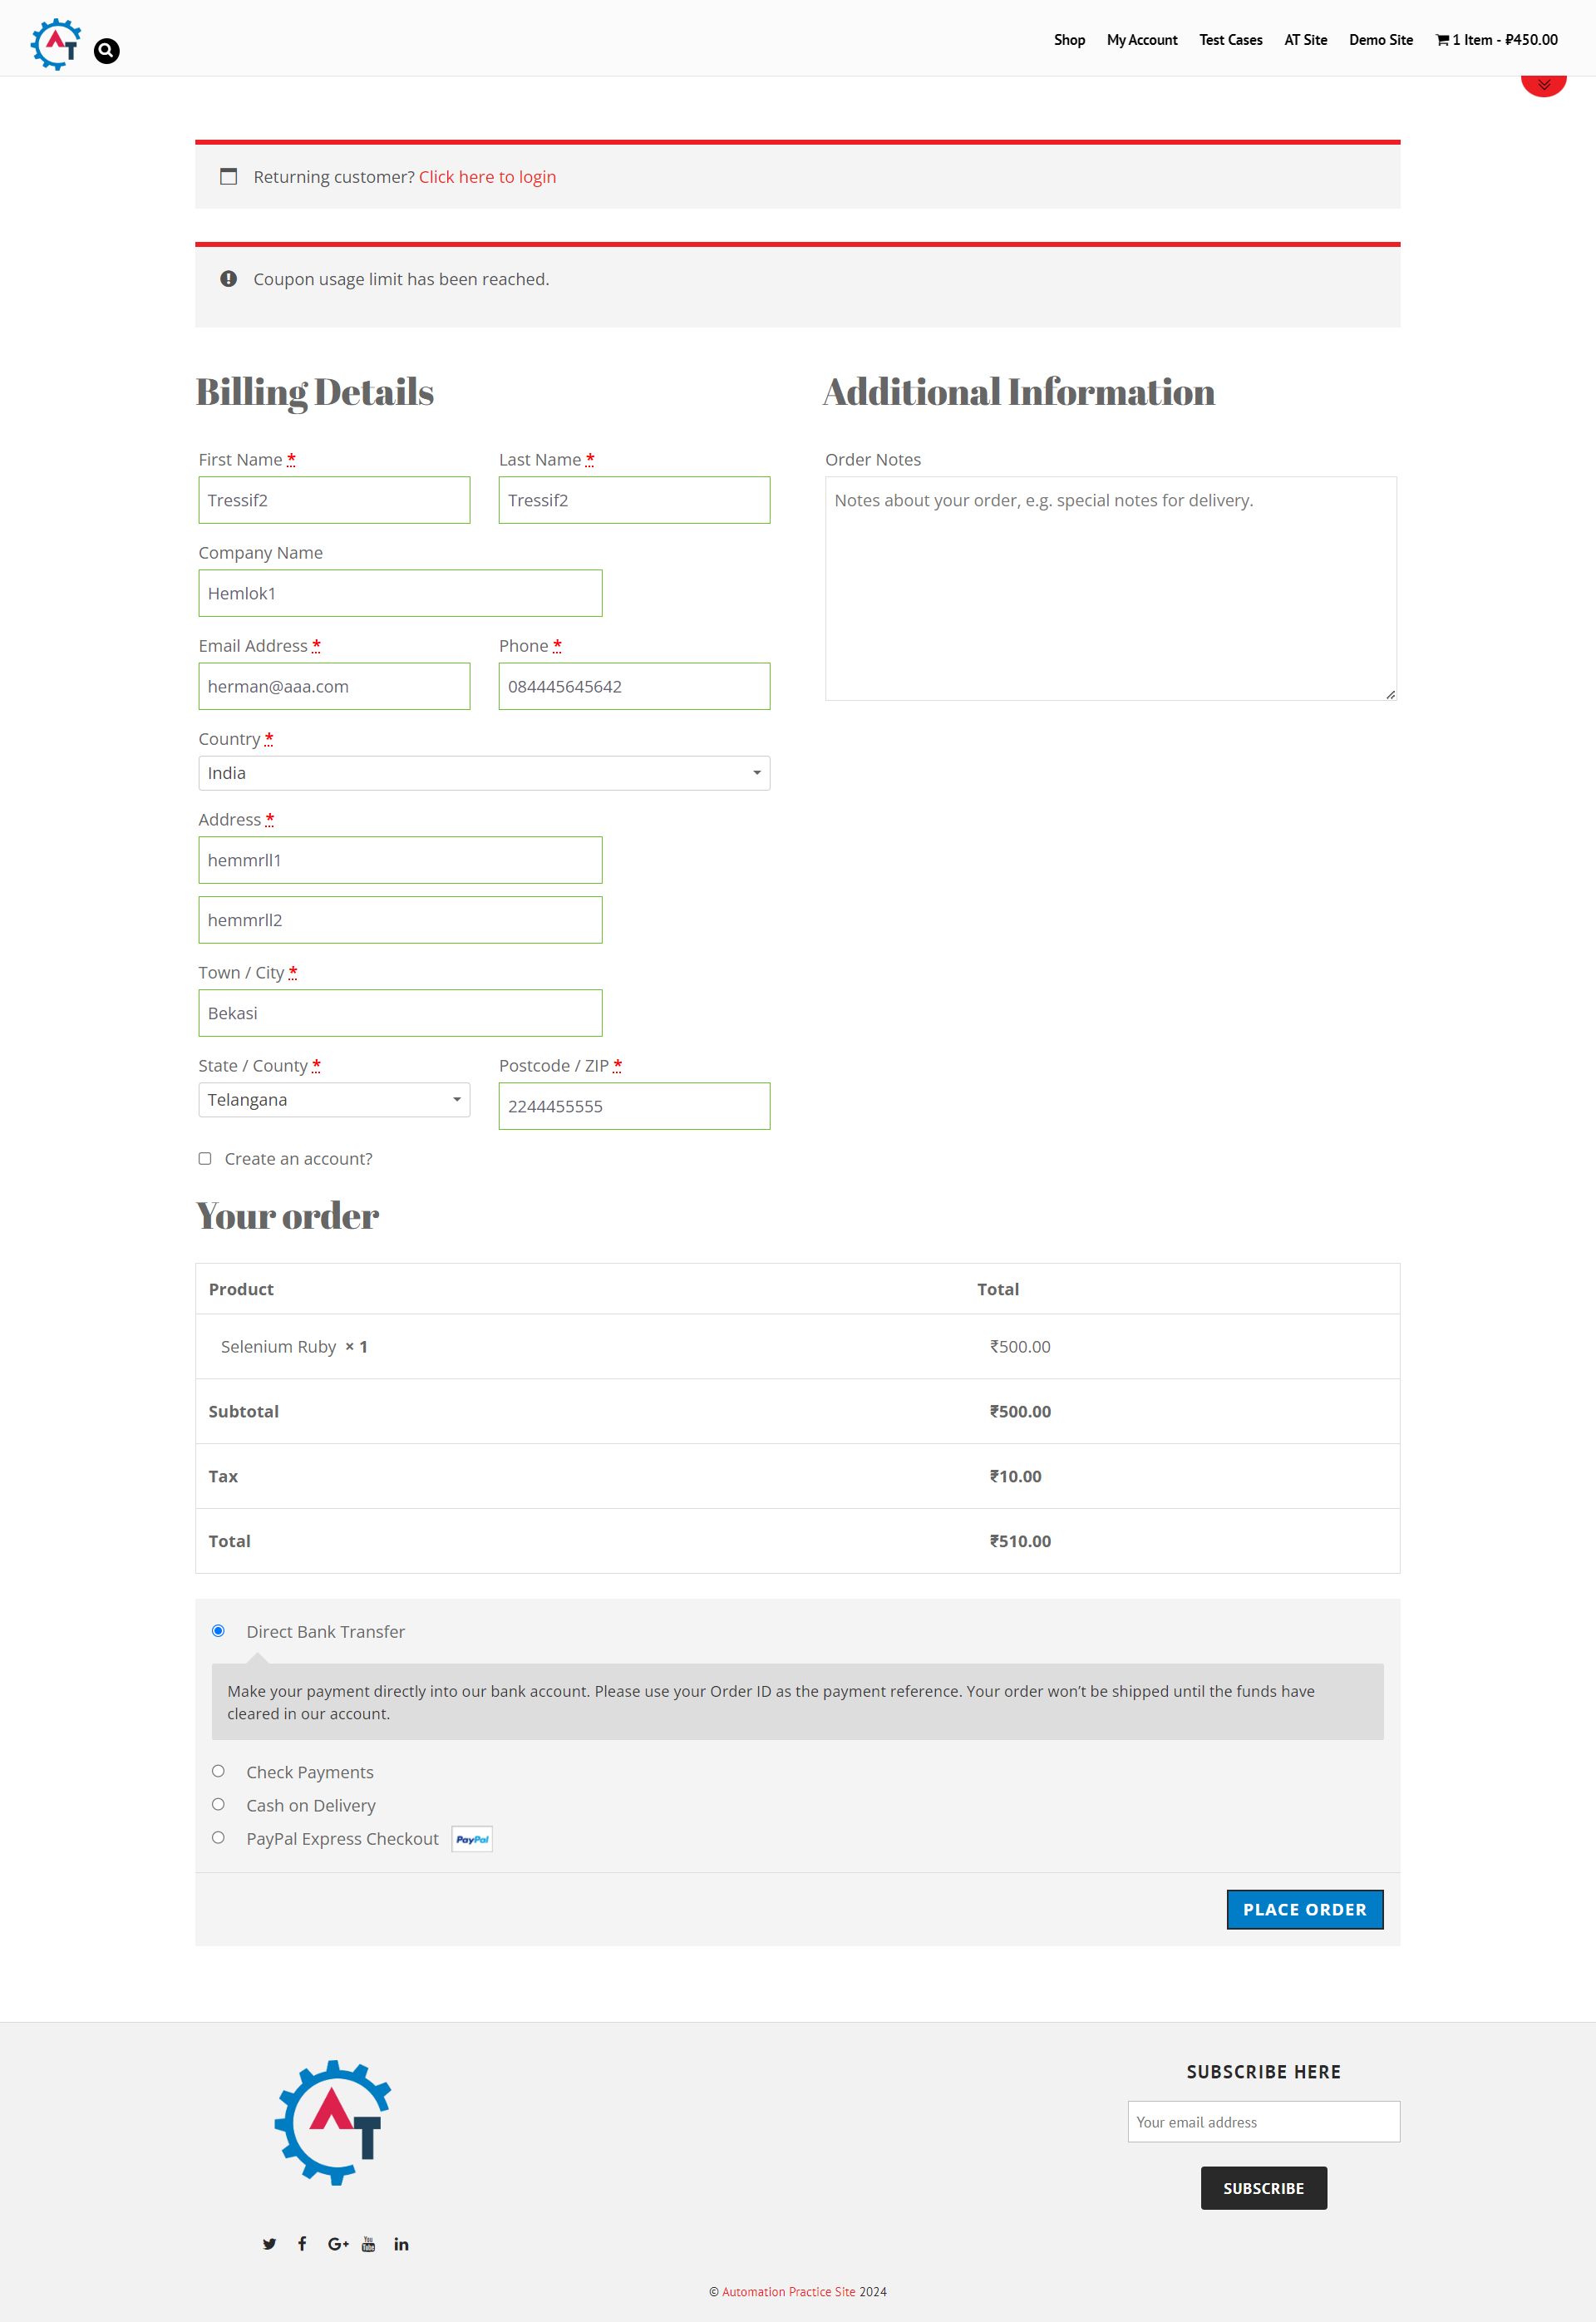 AT
Shop My Account Test Cases AT Site Demo Site 1 Item - ₽450.00
Returning customer? Click here to login
Coupon usage limit has been reached.
Billing Details
Additional Information
First Name *
Last Name *
Order Notes
Tressif2
Tressif2
Notes about your order, e.g. special notes for delivery.
Company Name
Hemlok1
Email Address *
Phone *
herman@aaa.com
084445645642
Country *
India
Address *
hemmrll1
hemmrll2
Town / City *
Bekasi
State / County *
Postcode / ZIP *
Telangana
2244455555
Create an account?
Your order
Product Total
Selenium Ruby × 1 ₹500.00
Subtotal ₹500.00
Tax ₹10.00
Total ₹510.00
Direct Bank Transfer
Make your payment directly into our bank account. Please use your Order ID as the payment reference. Your order won’t be shipped until the funds have
cleared in our account.
Check Payments
Cash on Delivery
PayPal Express Checkout PayPal
PLACE ORDER
AT
SUBSCRIBE HERE
Your email address
SUBSCRIBE
f G+ You Tube in
© Automation Practice Site 2024